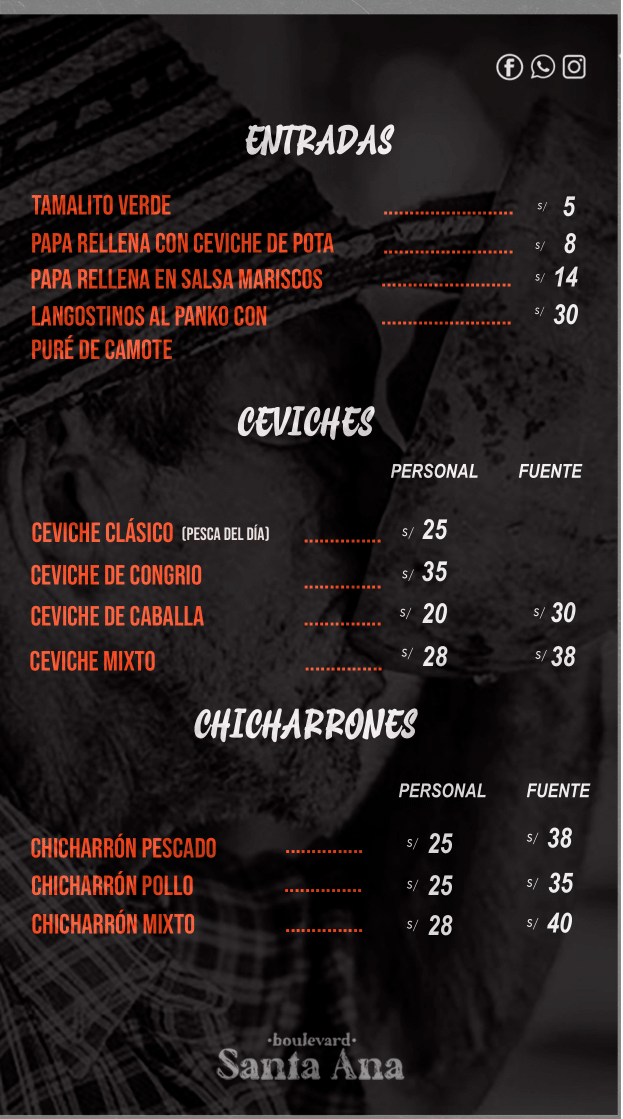 ENTRADAS
TAMALITO VERDE ........................ S/ 5
PAPA RELLENA CON CEVICHE DE POTA ........................ S/ 8
PAPA RELLENA EN SALSA MARISCOS ........................ S/ 14
LANGOSTINOS AL PANKO CON ........................ S/ 30
PURÉ DE CAMOTE
CEVICHES
PERSONAL FUENTE
CEVICHE CLÁSICO (PESCA DEL DÍA) .............. S/ 25
CEVICHE DE CONGRIO .............. S/ 35
CEVICHE DE CABALLA .............. S/ 20 S/ 30
CEVICHE MIXTO .............. S/ 28 S/ 38
CHICHARRONES
PERSONAL FUENTE
CHICHARRÓN PESCADO .............. S/ 25 S/ 38
CHICHARRÓN POLLO .............. S/ 25 S/ 35
CHICHARRÓN MIXTO .............. S/ 28 S/ 40
·boulevard·
Santa Ana